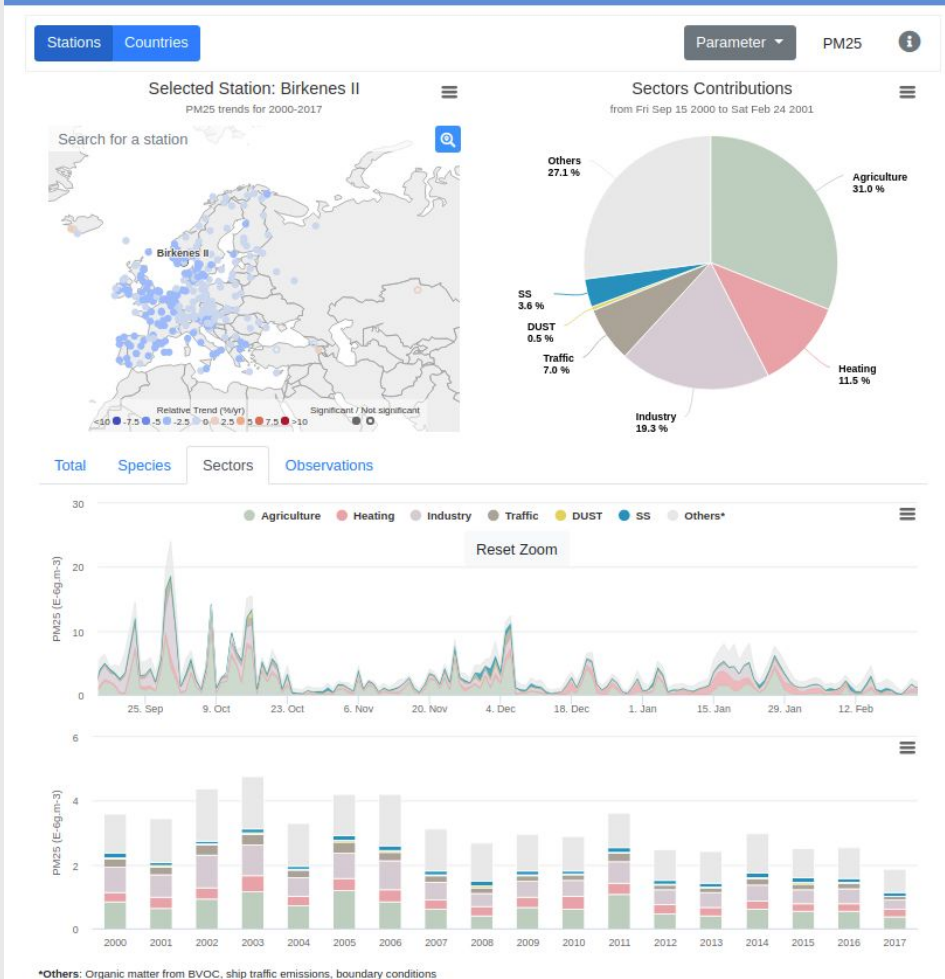 Stations Countries Parameter PM25
Selected Station: Birkenes II
PM25 trends for 2000-2017
Search for a station
Birkenes II
Relative Trend (%/yr) Significant / Not significant
<10 -7.5 -5 -2.5 0 2.5 5 7.5 >10
Sectors Contributions
from Fri Sep 15 2000 to Sat Feb 24 2001
Others
27.1 %
Agriculture
31.0 %
SS
3.6 %
DUST
0.5 %
Traffic
7.0 %
Heating
11.5 %
Industry
19.3 %
Total Species Sectors Observations
Agriculture Heating Industry Traffic DUST SS Others*
Reset Zoom
PM25 (E-6g.m-3)
30
20
10
0
25. Sep 9. Oct 23. Oct 6. Nov 20. Nov 4. Dec 18. Dec 1. Jan 15. Jan 29. Jan 12. Feb
PM25 (E-6g.m-3)
6
4
2
0
2000 2001 2002 2003 2004 2005 2006 2007 2008 2009 2010 2011 2012 2013 2014 2015 2016 2017
*Others: Organic matter from BVOC, ship traffic emissions, boundary conditions